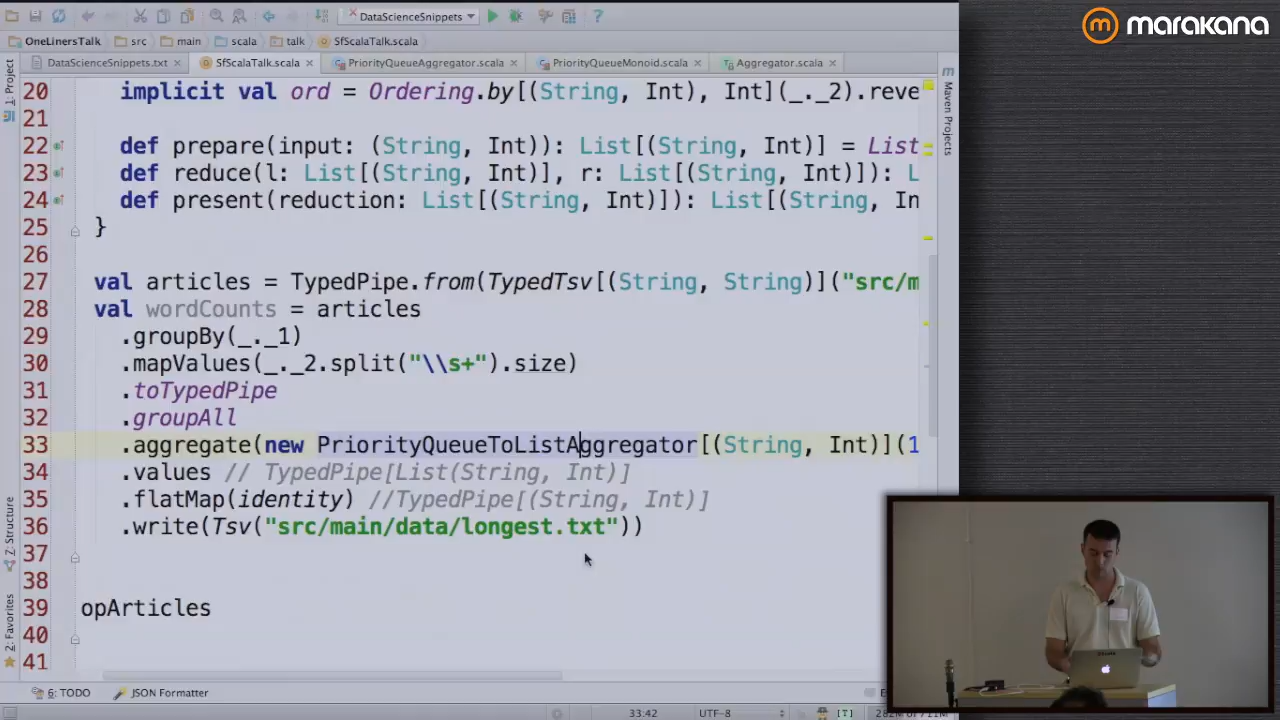 DataScienceSnippets
marakana
OneLinersTalk src main scala talk SfScalaTalk.scala
DataScienceSnippets.txt SfScalaTalk.scala PriorityQueueAggregator.scala PriorityQueueMonoid.scala Aggregator.scala
1: Project
Maven Projects
20 implicit val ord = Ordering.by[(String, Int), Int](_._2).reve
21
22 def prepare(input: (String, Int)): List[(String, Int)] = List
23 def reduce(l: List[(String, Int)], r: List[(String, Int)]): L
24 def present(reduction: List[(String, Int)]): List[(String, In
25 }
26
27 val articles = TypedPipe.from(TypedTsv[(String, String)]("src/m
28 val wordCounts = articles
29 .groupBy(_._1)
30 .mapValues(_._2.split("\\s+").size)
31 .toTypedPipe
32 .groupAll
33 .aggregate(new PriorityQueueToListAggregator[(String, Int)](1
34 .values // TypedPipe[List(String, Int)]
35 .flatMap(identity) //TypedPipe[(String, Int)]
36 .write(Tsv("src/main/data/longest.txt"))
37
38
39 opArticles
40
41
Z: Structure
2: Favorites
6: TODO JSON Formatter
33:42 UTF-8 [T]